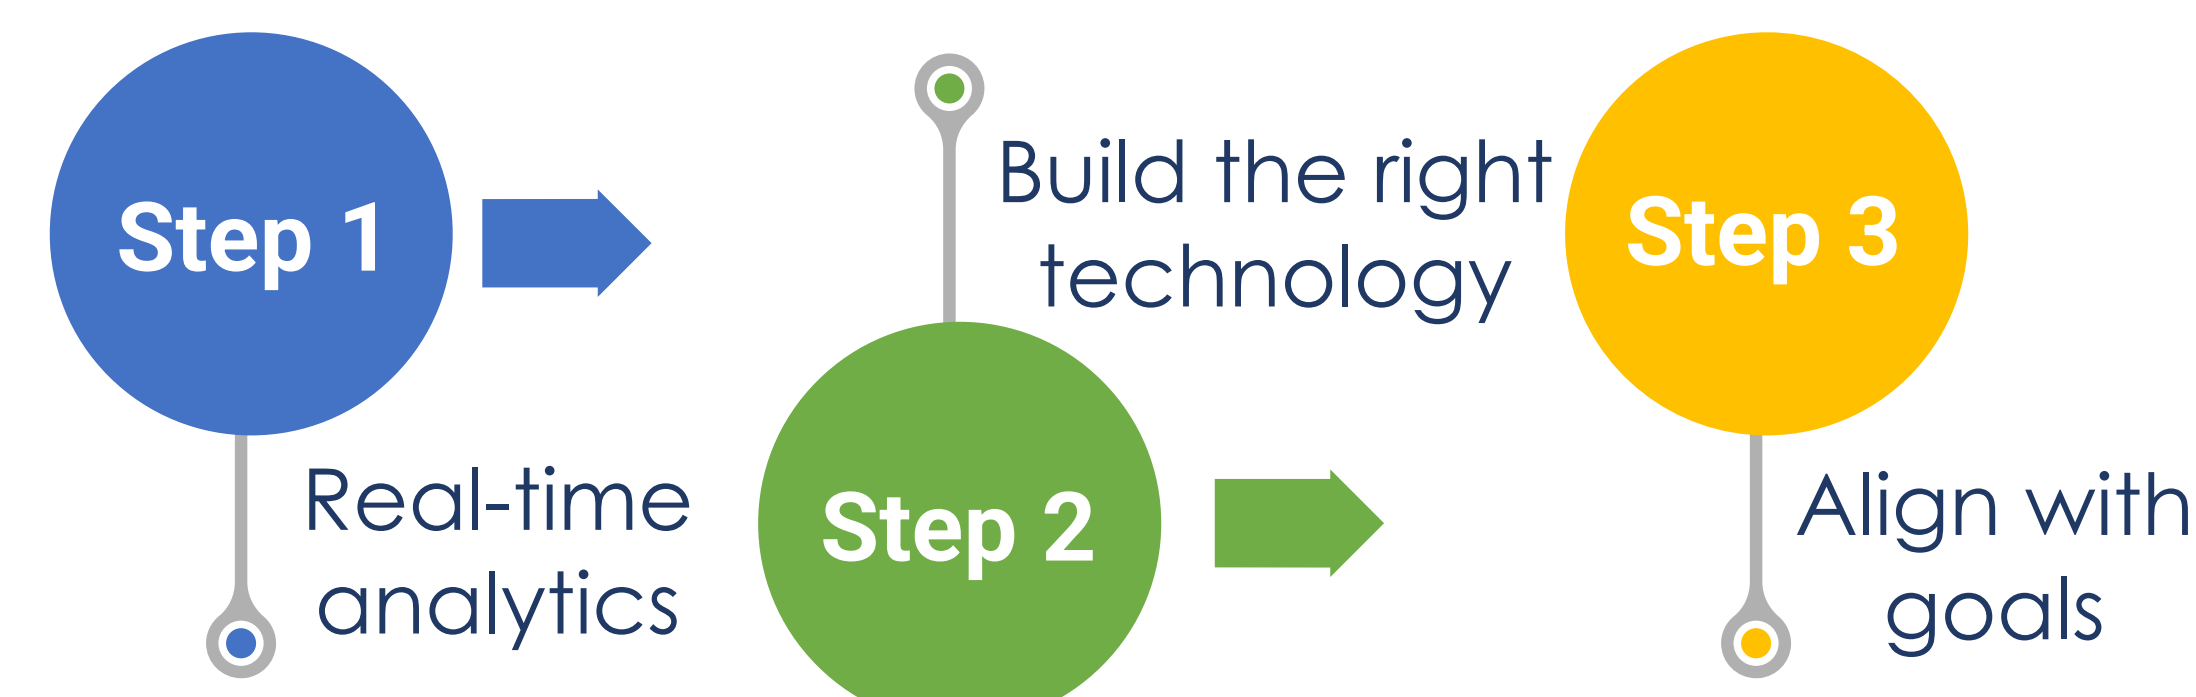 Step 1
Real-time
analytics
Build the right
technology
Step 2
Step 3
Align with
goals